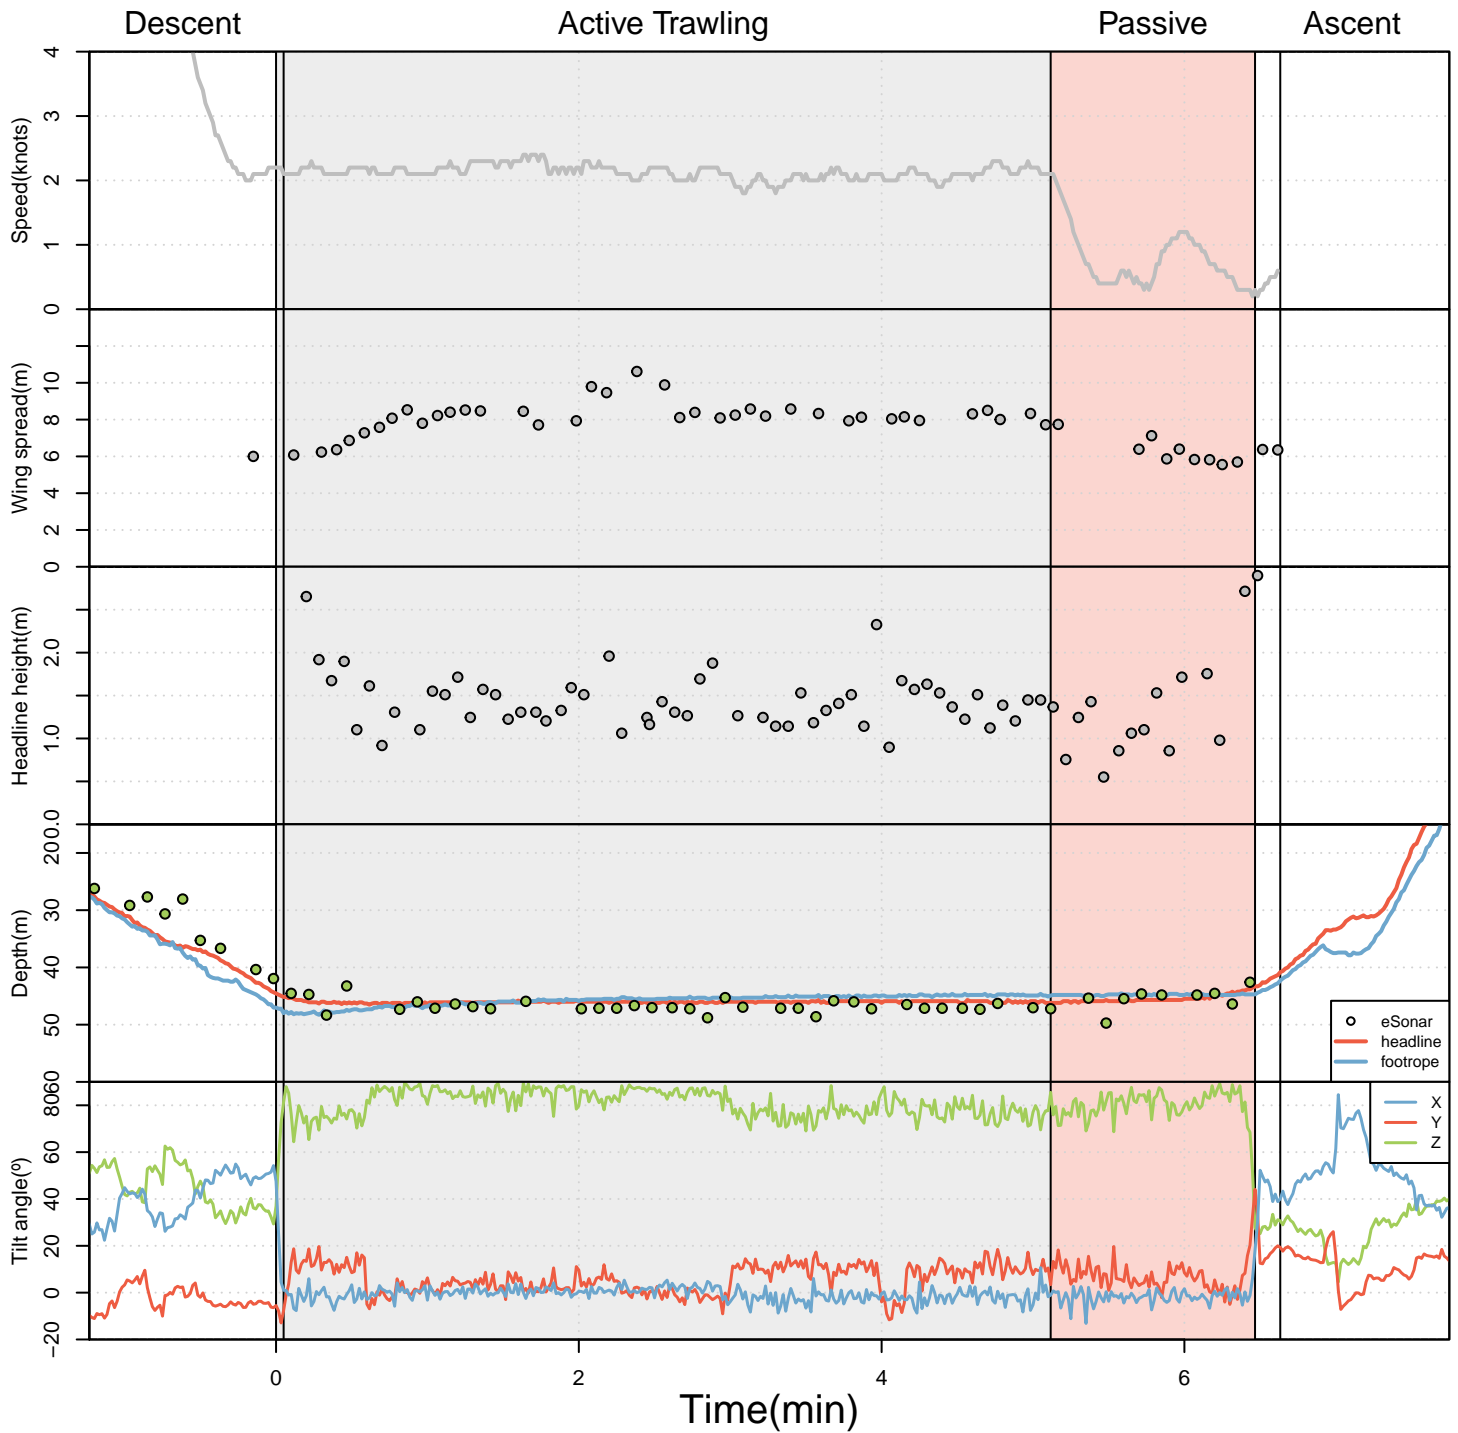 Descent Active Trawling Passive Ascent
Speed(knots)
4
3
2
1
0
Wing spread(m)
10
8
6
4
2
0
Headline height(m)
2.0
1.0
0.0
Depth(m)
20
30
40
50
60
eSonar
headline
footrope
Tilt angle(º)
80
60
40
20
0
−20
X
Y
Z
0 2 4 6
Time(min)